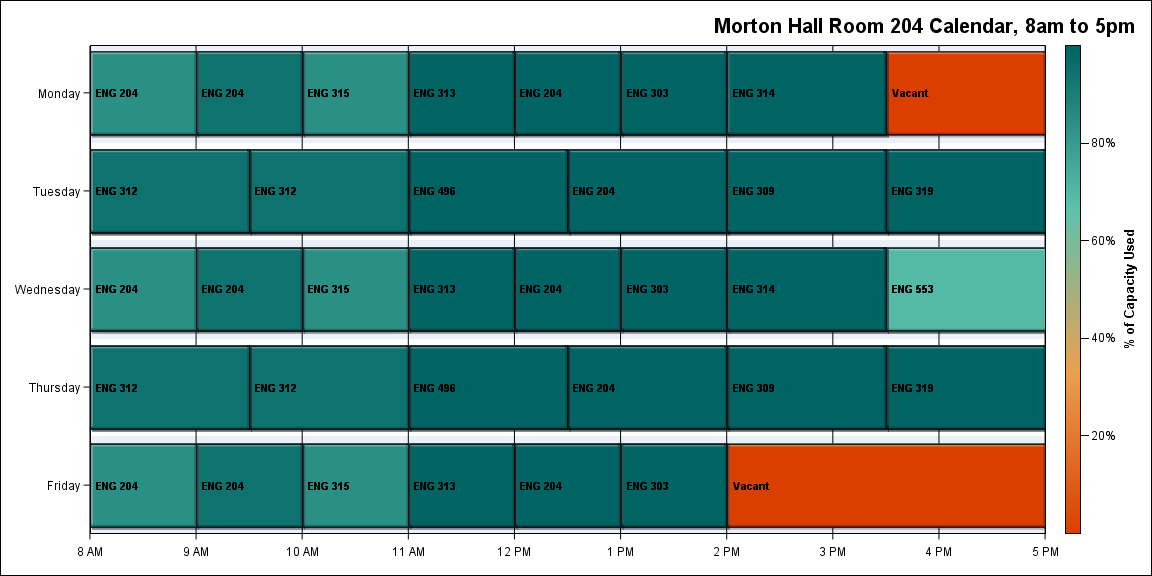 Morton Hall Room 204 Calendar, 8am to 5pm
Monday
ENG 204
ENG 204
ENG 315
ENG 313
ENG 204
ENG 303
ENG 314
Vacant
Tuesday
ENG 312
ENG 312
ENG 496
ENG 204
ENG 309
ENG 319
Wednesday
ENG 204
ENG 204
ENG 315
ENG 313
ENG 204
ENG 303
ENG 314
ENG 553
Thursday
ENG 312
ENG 312
ENG 496
ENG 204
ENG 309
ENG 319
Friday
ENG 204
ENG 204
ENG 315
ENG 313
ENG 204
ENG 303
Vacant
8 AM
9 AM
10 AM
11 AM
12 PM
1 PM
2 PM
3 PM
4 PM
5 PM
80%
60%
40%
20%
% of Capacity Used